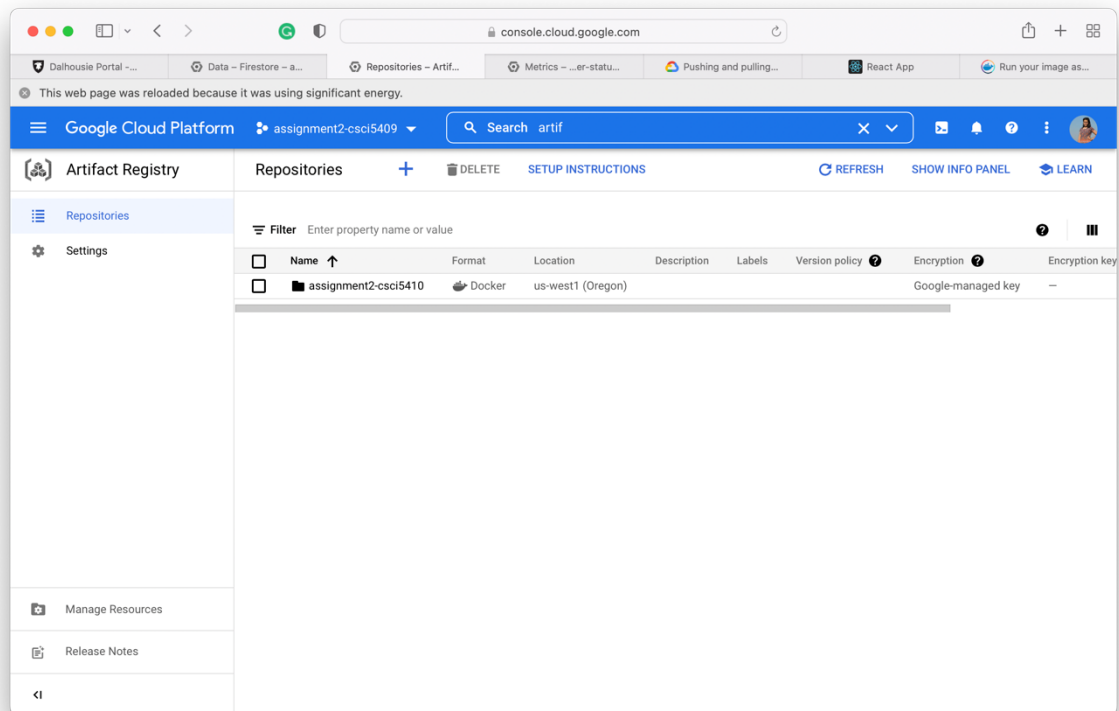 console.cloud.google.com
Dalhousie Portal –...
Data – Firestore – a...
Repositories – Artif...
Metrics – ...er-statu...
Pushing and pulling...
React App
Run your image as...
This web page was reloaded because it was using significant energy.
Google Cloud Platform
assignment2-csci5409
Search artif
Artifact Registry
Repositories
DELETE
SETUP INSTRUCTIONS
REFRESH
SHOW INFO PANEL
LEARN
Repositories
Settings
Filter Enter property name or value
Name Format Location Description Labels Version policy Encryption Encryption key
assignment2-csci5410 Docker us-west1 (Oregon) Google-managed key —
Manage Resources
Release Notes